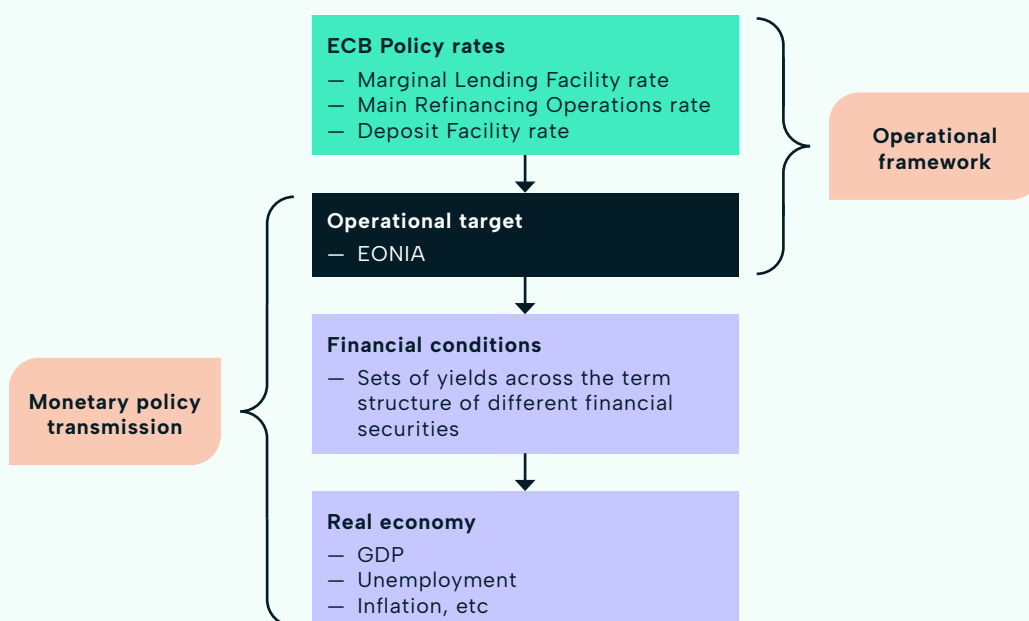 ECB Policy rates
— Marginal Lending Facility rate
— Main Refinancing Operations rate
— Deposit Facility rate
Operational
framework
Operational target
— EONIA
Financial conditions
— Sets of yields across the term
structure of different financial
securities
Monetary policy
transmission
Real economy
— GDP
— Unemployment
— Inflation, etc